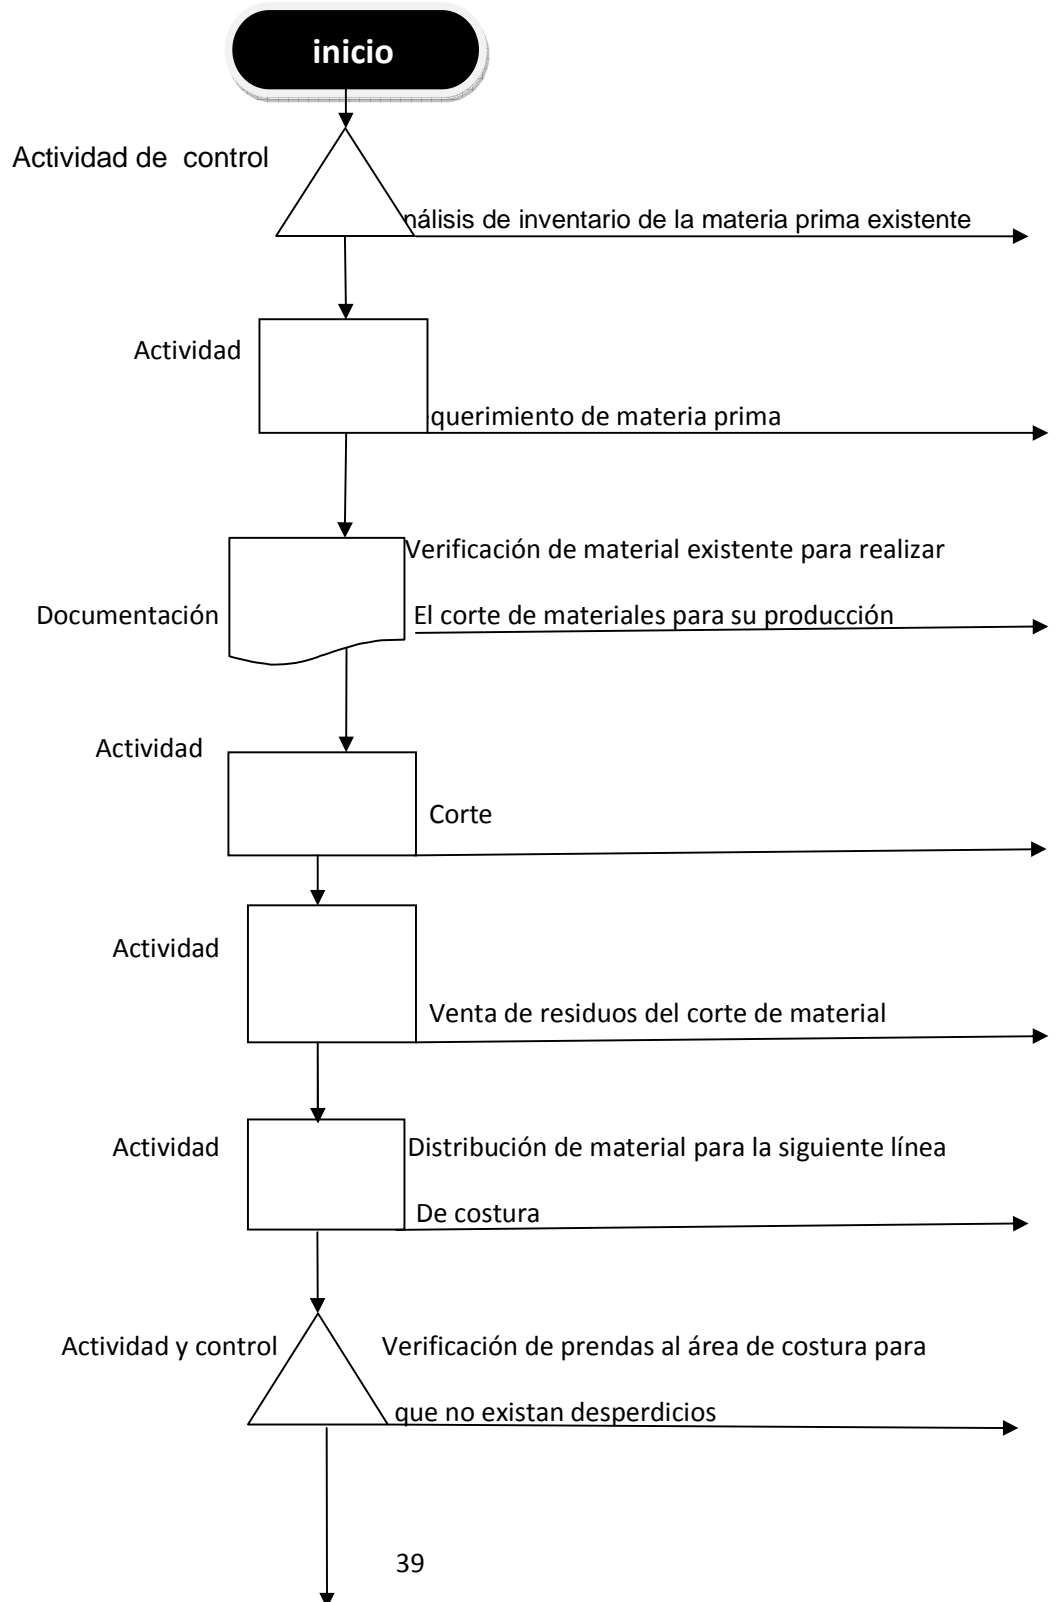 inicio
Actividad de control
nálisis de inventario de la materia prima existente
Actividad
querimiento de materia prima
Verificación de material existente para realizar
Documentación
El corte de materiales para su producción
Actividad
Corte
Actividad
Venta de residuos del corte de material
Actividad
Distribución de material para la siguiente línea
De costura
Actividad y control
Verificación de prendas al área de costura para
que no existan desperdicios
39